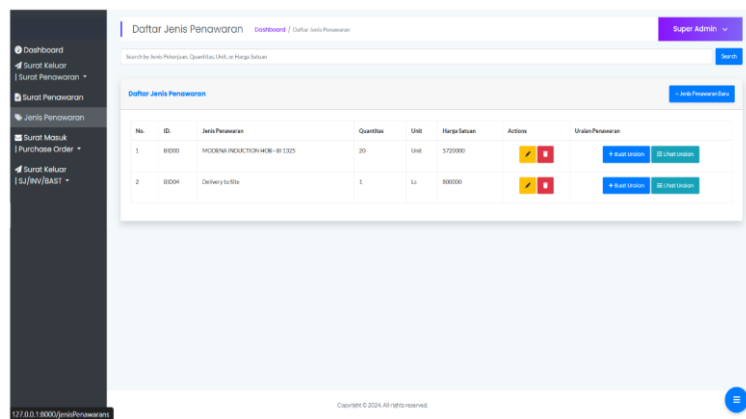 Daftar Jenis Penawaran Dashboard / Daftar Jenis Penawaran
Super Admin
Dashboard
Surat Keluar
| Surat Penawaran
Surat Penawaran
Jenis Penawaran
Surat Masuk
| Purchase Order
Surat Keluar
| SJ/INV/BAST
Search by Jenis Pekerjaan, Quantitas, Unit, or Harga Satuan
Search
Daftar Jenis Penawaran
+ Jenis Penawaran Baru
No. ID. Jenis Penawaran Quantitas Unit Harga Satuan Actions Uraian Penawaran
1 BID00 MODENA INDUCTION HOB - BI 1325 20 Unit 5720000 + Buat Uraian Lihat Uraian
2 BID04 Delivery to Site 1 Ls 800000 + Buat Uraian Lihat Uraian
Copyright © 2024. All rights reserved.
127.0.0.1:8000/jenisPenawarans